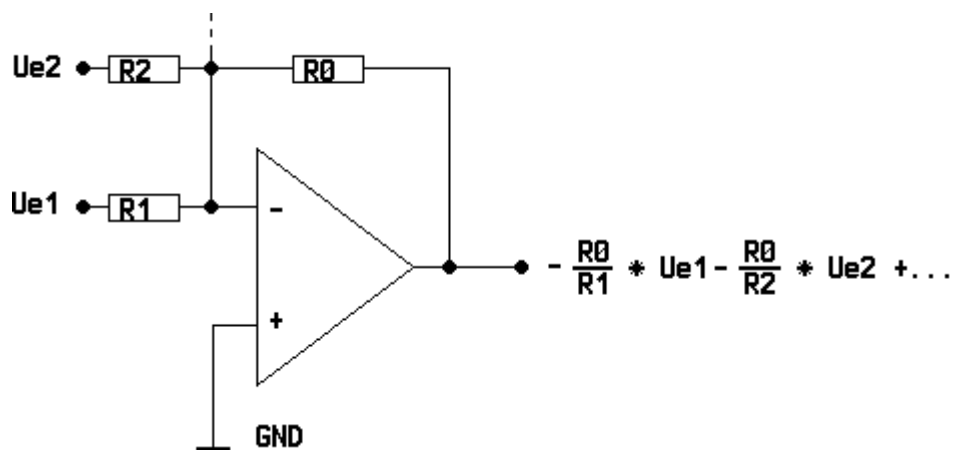 Ue2 R2 R0
Ue1 R1 -
- R0/R1 * Ue1 - R0/R2 * Ue2 +...
+
GND